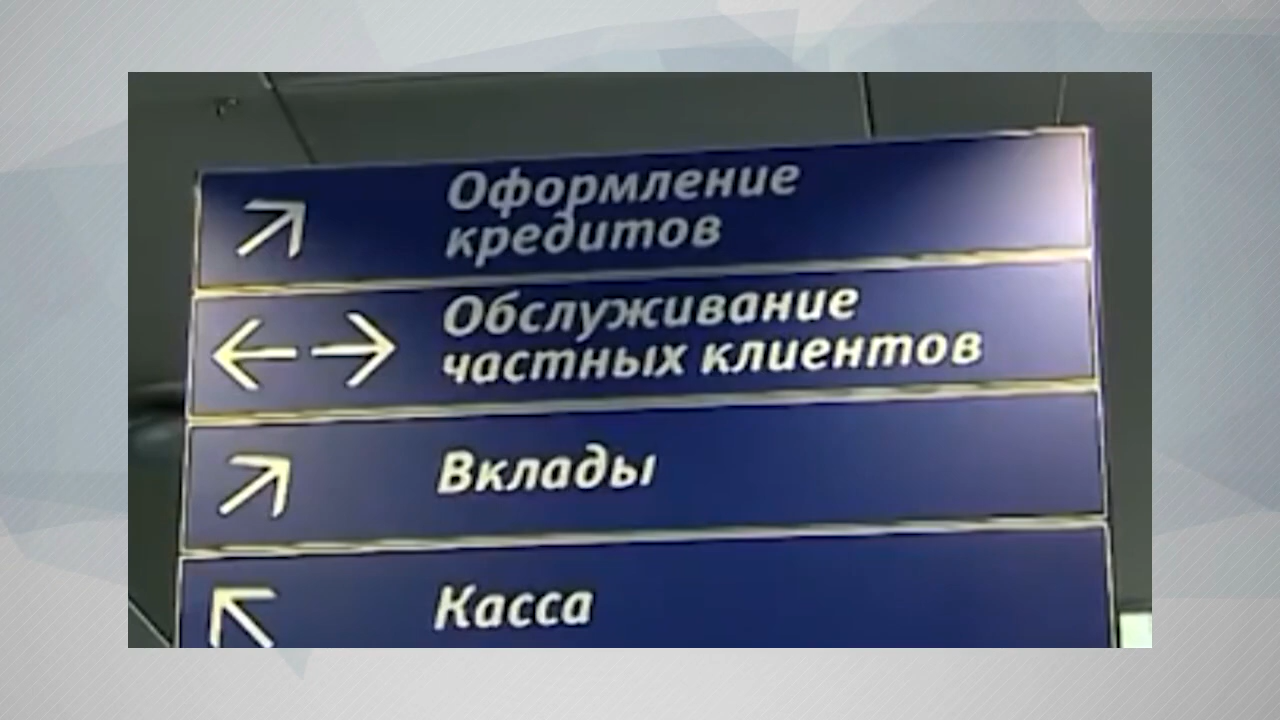 Оформление
кредитов
Обслуживание
частных клиентов
Вклады
Касса